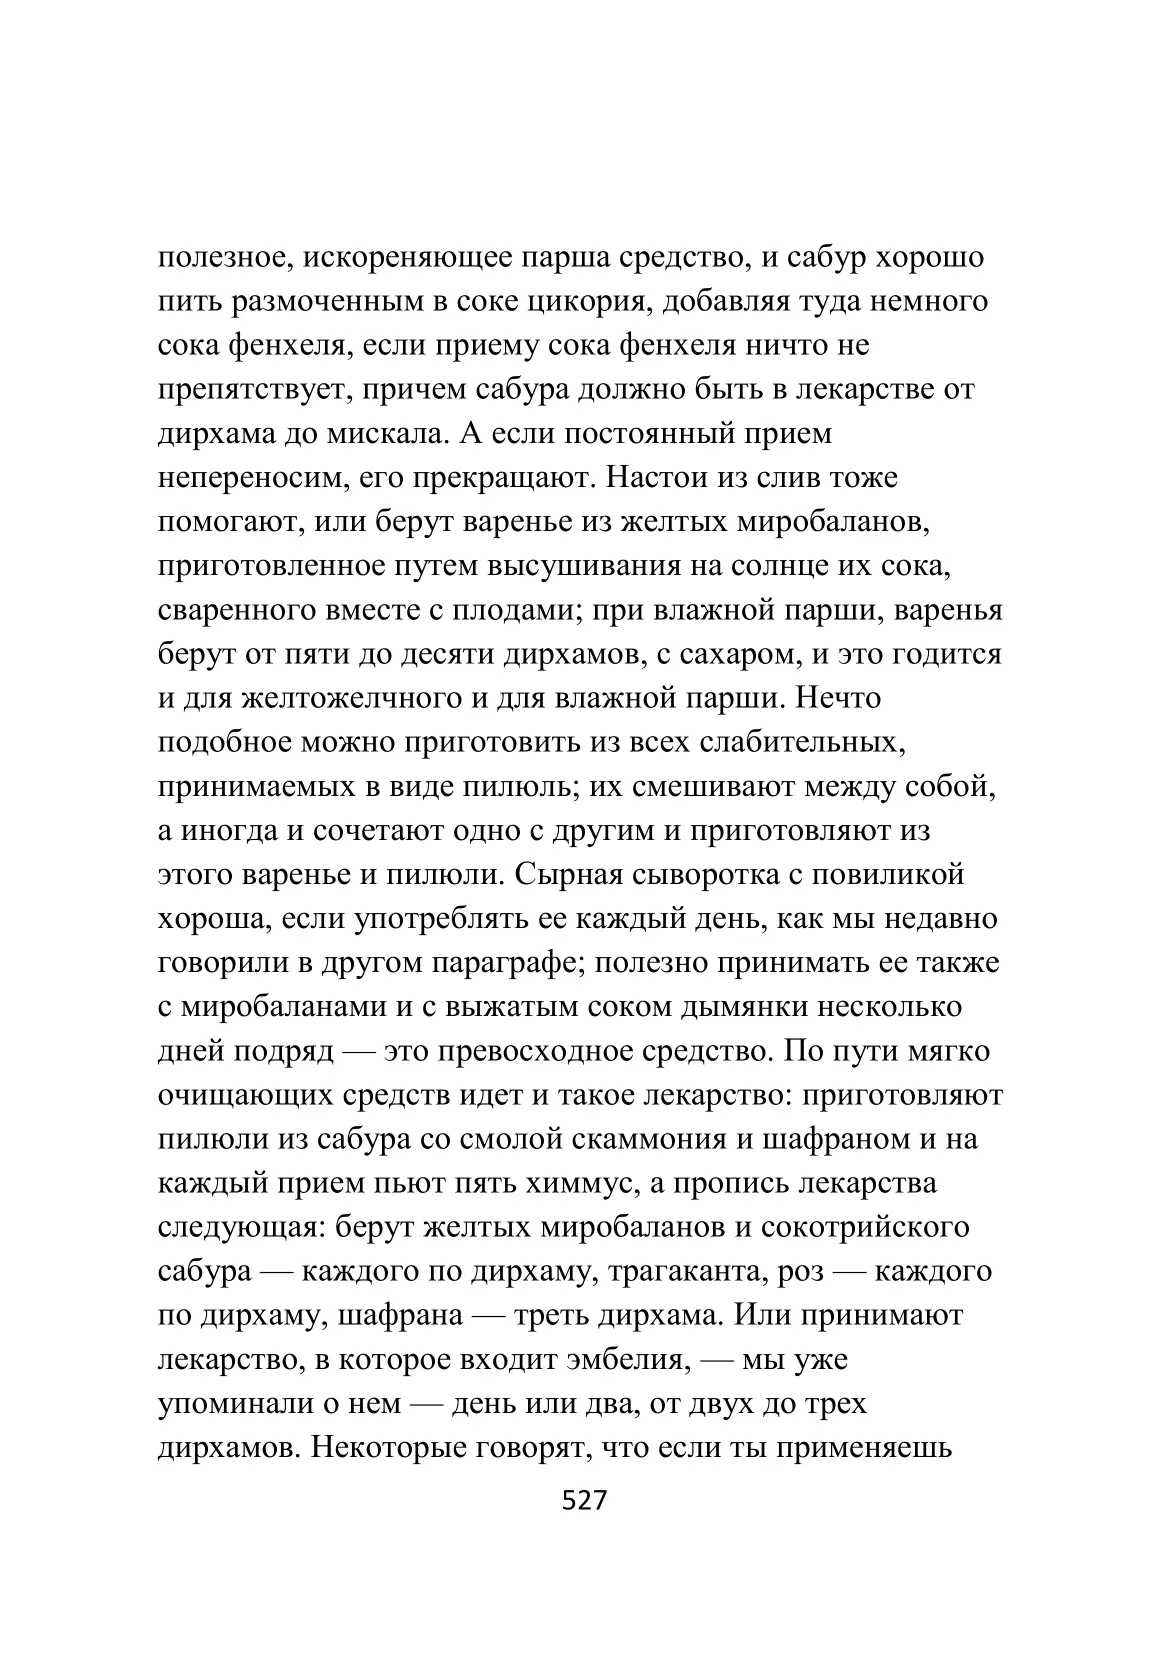 полезное, искореняющее парша средство, и сабур хорошо
пить размоченным в соке цикория, добавляя туда немного
сока фенхеля, если приему сока фенхеля ничто не
препятствует, причем сабура должно быть в лекарстве от
дирхама до мискала. А если постоянный прием
непереносим, его прекращают. Настои из слив тоже
помогают, или берут варенье из желтых миробаланов,
приготовленное путем высушивания на солнце их сока,
сваренного вместе с плодами; при влажной парши, варенья
берут от пяти до десяти дирхамов, с сахаром, и это годится
и для желтожелчного и для влажной парши. Нечто
подобное можно приготовить из всех слабительных,
принимаемых в виде пилюль; их смешивают между собой,
а иногда и сочетают одно с другим и приготовляют из
этого варенье и пилюли. Сырная сыворотка с повиликой
хороша, если употреблять ее каждый день, как мы недавно
говорили в другом параграфе; полезно принимать ее также
с миробаланами и с выжатым соком дымянки несколько
дней подряд — это превосходное средство. По пути мягко
очищающих средств идет и такое лекарство: приготовляют
пилюли из сабура со смолой скаммония и шафраном и на
каждый прием пьют пять химмус, а пропись лекарства
следующая: берут желтых миробаланов и сокотрийского
сабура — каждого по дирхаму, трагаканта, роз — каждого
по дирхаму, шафрана — треть дирхама. Или принимают
лекарство, в которое входит эмбелия, — мы уже
упоминали о нем — день или два, от двух до трех
дирхамов. Некоторые говорят, что если ты применяешь
527